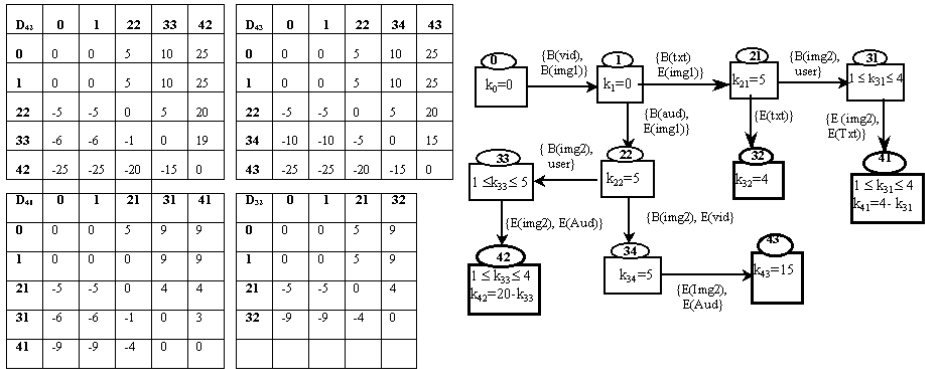 D43 0 1 22 33 42
0 0 0 5 10 25
1 0 0 5 10 25
22 -5 -5 0 5 20
33 -6 -6 -1 0 19
42 -25 -25 -20 -15 0
D43 0 1 22 34 43
0 0 0 5 10 25
1 0 0 5 10 25
22 -5 -5 0 5 20
34 -10 -10 -5 0 15
43 -25 -25 -20 -15 0
D41 0 1 21 31 41
0 0 0 5 9 9
1 0 0 0 9 9
21 -5 -5 0 4 4
31 -6 -6 -1 0 3
41 -9 -9 -4 0 0
D32 0 1 21 32
0 0 0 5 9
1 0 0 5 9
21 -5 -5 0 4
32 -9 -9 -4 0
0
k0=0
{B(vid),
B(img1)}
1
k1=0
{B(txt)
E(img1)}
21
k21=5
{B(img2),
user}
31
1 ≤ k31≤ 4
{B(aud),
E(img1)}
{E(txt)}
{E (img2),
E(Txt)}
33
1 ≤k33≤ 5
{ B(img2),
user}
22
k22=5
32
k32=4
41
1 ≤ k31≤ 4
k41=4- k31
{E(img2), E(Aud)}
{B(img2), E(vid)
42
1 ≤ k33≤ 4
k42=20-k33
34
k34=5
{E(Img2),
E(Aud}
43
k43=15